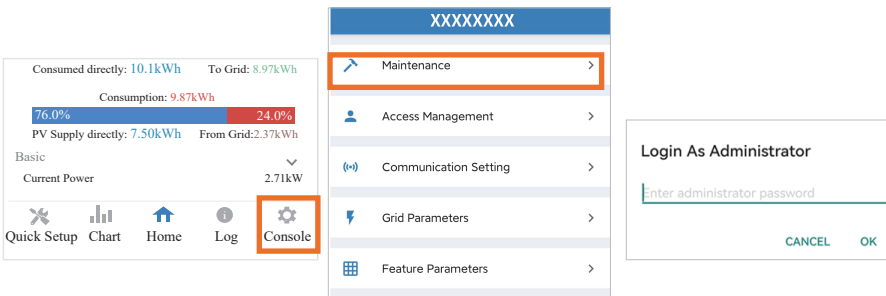 Consumed directly: 10.1kWh To Grid: 8.97kWh
Consumption: 9.87kWh
76.0% 24.0%
PV Supply directly: 7.50kWh From Grid:2.37kWh
Basic
Current Power 2.71kW
Quick Setup Chart Home Log Console
XXXXXXXX
Maintenance
Access Management
Communication Setting
Grid Parameters
Feature Parameters
Login As Administrator
Enter administrator password
CANCEL OK